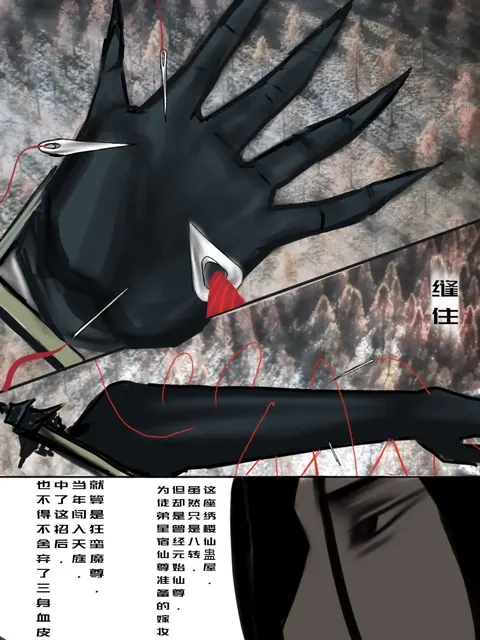 缝住
这座绣楼仙蛊屋，
虽然只是八转，
但却是曾经元始仙尊，
为徒弟星宿仙尊准备的嫁妆
就算是狂蛮魔尊，
当年闯入天庭，
中了这招后，
也不得不舍弃了三身血皮